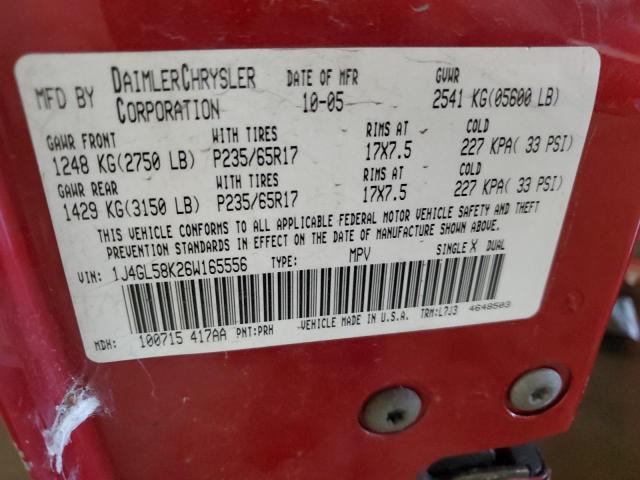 MFD BY DAIMLERCHRYSLER CORPORATION DATE OF MFR 10-05 GVWR 2541 KG(05600 LB)
GAWR FRONT WITH TIRES RIMS AT COLD
1248 KG(2750 LB) P235/65R17 17X7.5 227 KPA( 33 PSI)
GAWR REAR WITH TIRES RIMS AT COLD
1429 KG(3150 LB) P235/65R17 17X7.5 227 KPA( 33 PSI)
THIS VEHICLE CONFORMS TO ALL APPLICABLE FEDERAL MOTOR VEHICLE SAFETY AND THEFT
PREVENTION STANDARDS IN EFFECT ON THE DATE OF MANUFACTURE SHOWN ABOVE.
VIN: 1J4GL58K26W165556 TYPE: MPV SINGLE X DUAL
MDH: 100715 417AA PNT:PRH VEHICLE MADE IN U.S.A. TRM:L7J3 4648503